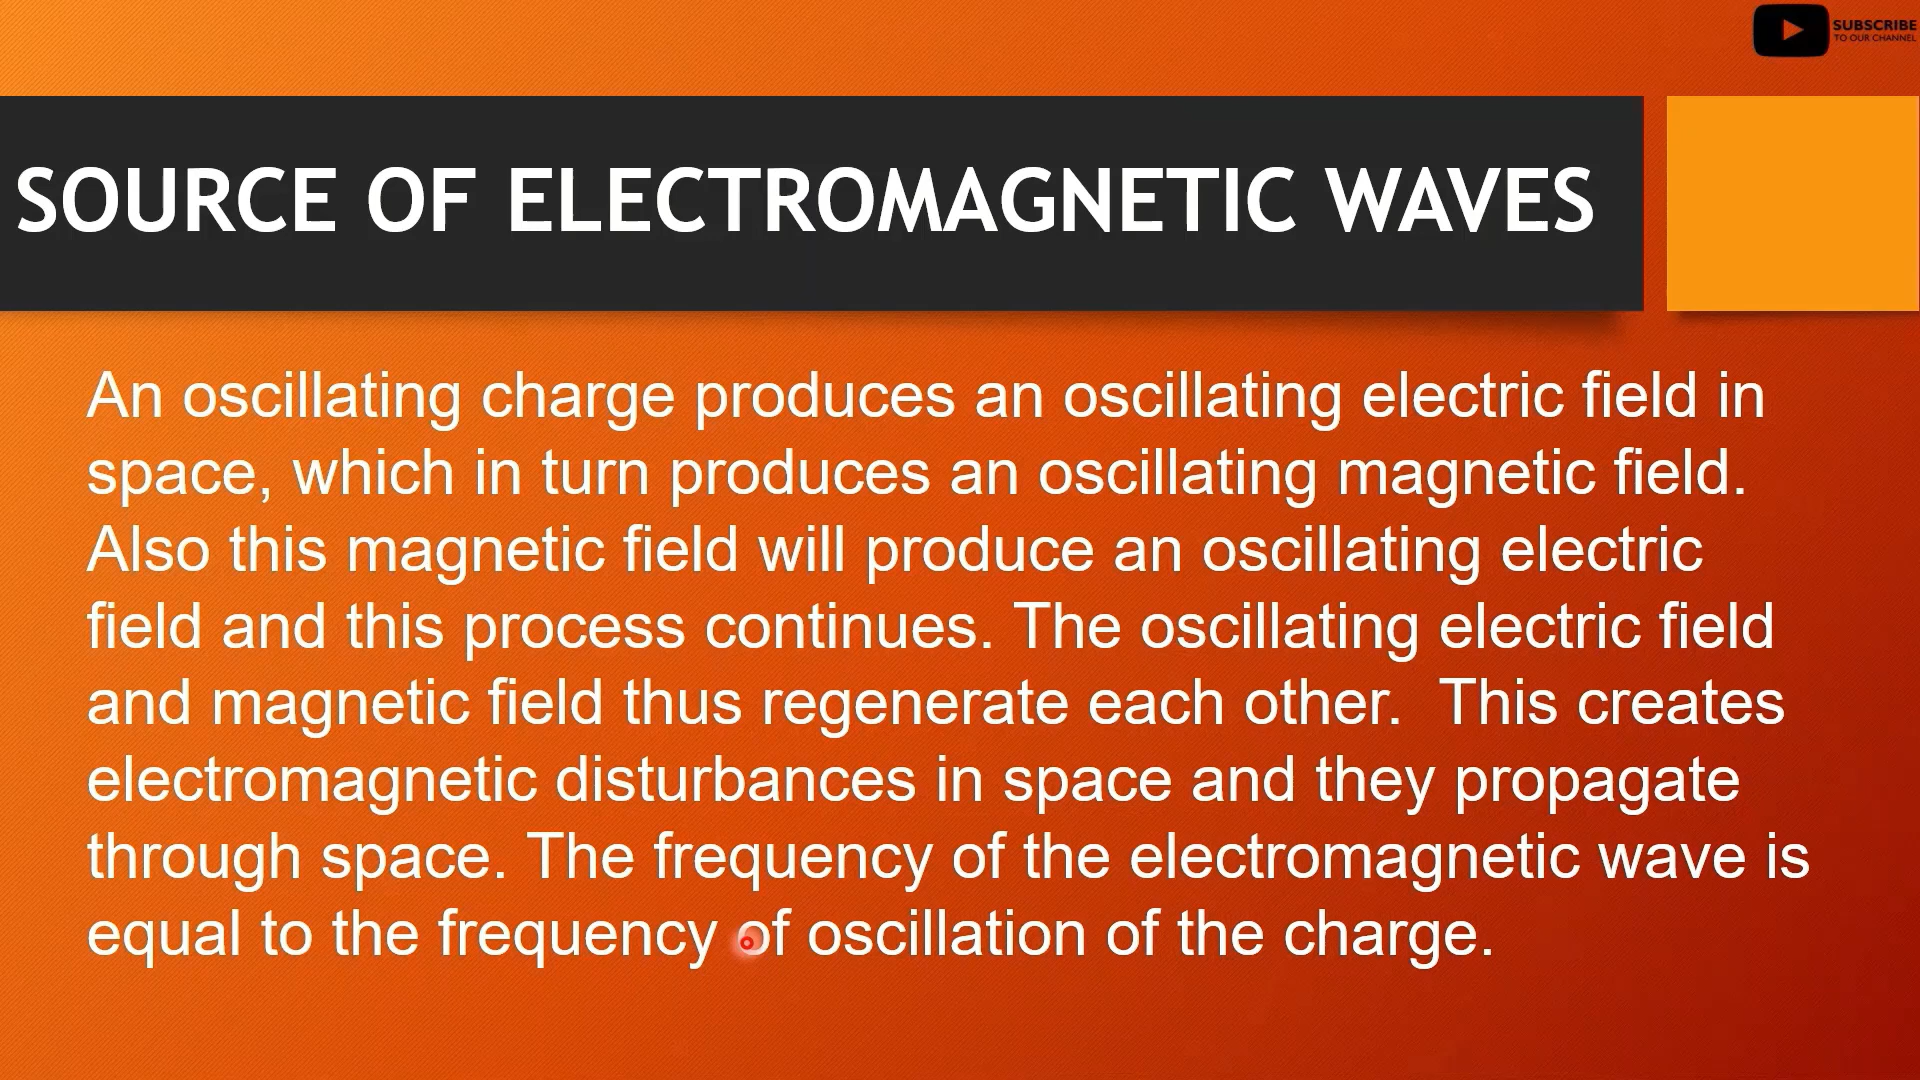 SUBSCRIBE
TO OUR CHANNEL
SOURCE OF ELECTROMAGNETIC WAVES
An oscillating charge produces an oscillating electric field in
space, which in turn produces an oscillating magnetic field.
Also this magnetic field will produce an oscillating electric
field and this process continues. The oscillating electric field
and magnetic field thus regenerate each other.  This creates
electromagnetic disturbances in space and they propagate
through space. The frequency of the electromagnetic wave is
equal to the frequency of oscillation of the charge.